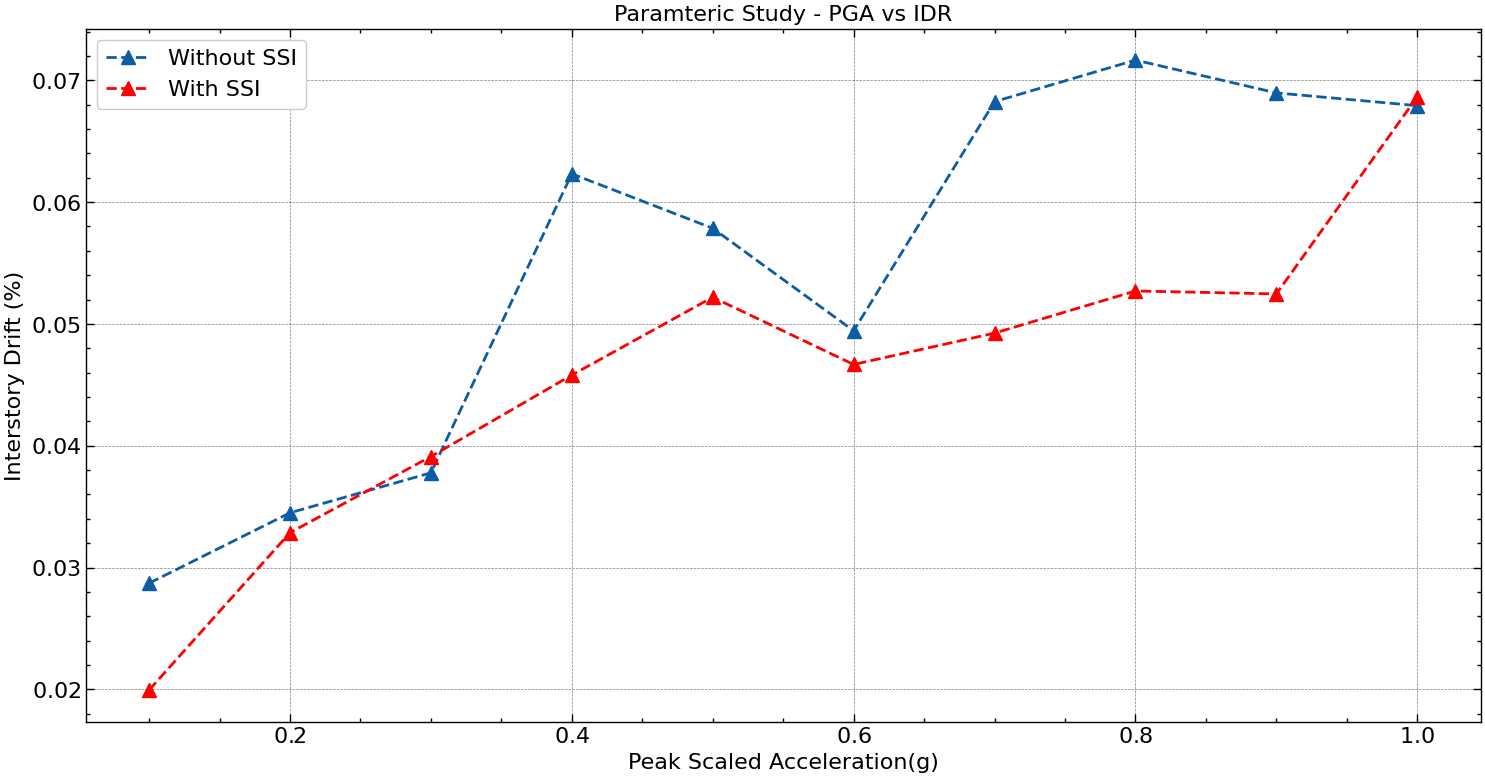 Paramteric Study - PGA vs IDR
Without SSI
With SSI
0.07
0.06
0.05
0.04
0.03
0.02
Interstory Drift (%)
0.2 0.4 0.6 0.8 1.0
Peak Scaled Acceleration(g)